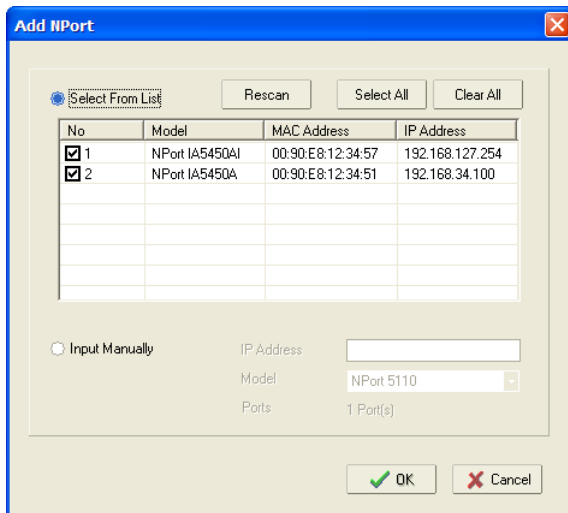 Add NPort
Select From List Rescan Select All Clear All
No Model MAC Address IP Address
1 NPort IA5450AI 00:90:E8:12:34:57 192.168.127.254
2 NPort IA5450A 00:90:E8:12:34:51 192.168.34.100
Input Manually IP Address
Model NPort 5110
Ports 1 Port(s)
OK Cancel